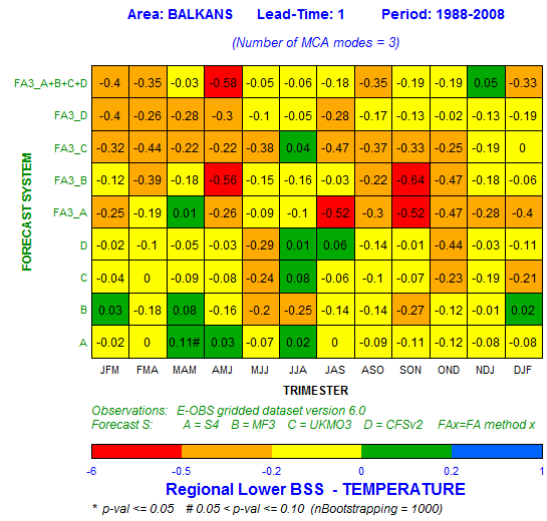 Area: BALKANS Lead-Time: 1 Period: 1988-2008
(Number of MCA modes = 3)
FA3_A+B+C+D -0.4 -0.35 -0.03 -0.58 -0.05 -0.06 -0.18 -0.35 -0.19 -0.19 0.05 -0.33
FA3_D -0.4 -0.26 -0.28 -0.3 -0.1 -0.05 -0.28 -0.17 -0.13 -0.02 -0.13 -0.19
FA3_C -0.32 -0.44 -0.22 -0.22 -0.38 0.04 -0.47 -0.37 -0.33 -0.25 -0.19 0
FA3_B -0.12 -0.39 -0.18 -0.56 -0.15 -0.16 -0.03 -0.22 -0.64 -0.47 -0.18 -0.06
FA3_A -0.25 -0.19 0.01 -0.26 -0.09 -0.1 -0.52 -0.3 -0.52 -0.47 -0.28 -0.4
D -0.02 -0.1 -0.05 -0.03 -0.29 0.01 0.06 -0.14 -0.01 -0.44 -0.03 -0.11
C -0.04 0 -0.09 -0.08 -0.24 0.08 -0.06 -0.1 -0.07 -0.23 -0.19 -0.21
B 0.03 -0.18 0.08 -0.16 -0.2 -0.25 -0.14 -0.14 -0.27 -0.12 -0.01 0.02
A -0.02 0 0.11# 0.03 -0.07 0.02 0 -0.09 -0.11 -0.12 -0.08 -0.08
FORECAST SYSTEM
JFM FMA MAM AMJ MJJ JJA JAS ASO SON OND NDJ DJF
TRIMESTER
Observations: E-OBS gridded dataset version 6.0
Forecast S: A = S4 B = MF3 C = UKMO3 D = CFSv2 FAx=FA method x
-6 -0.5 -0.2 0 0.2 1
Regional Lower BSS - TEMPERATURE
* p-val <= 0.05 # 0.05 < p-val <= 0.10 (nBootstrapping = 1000)